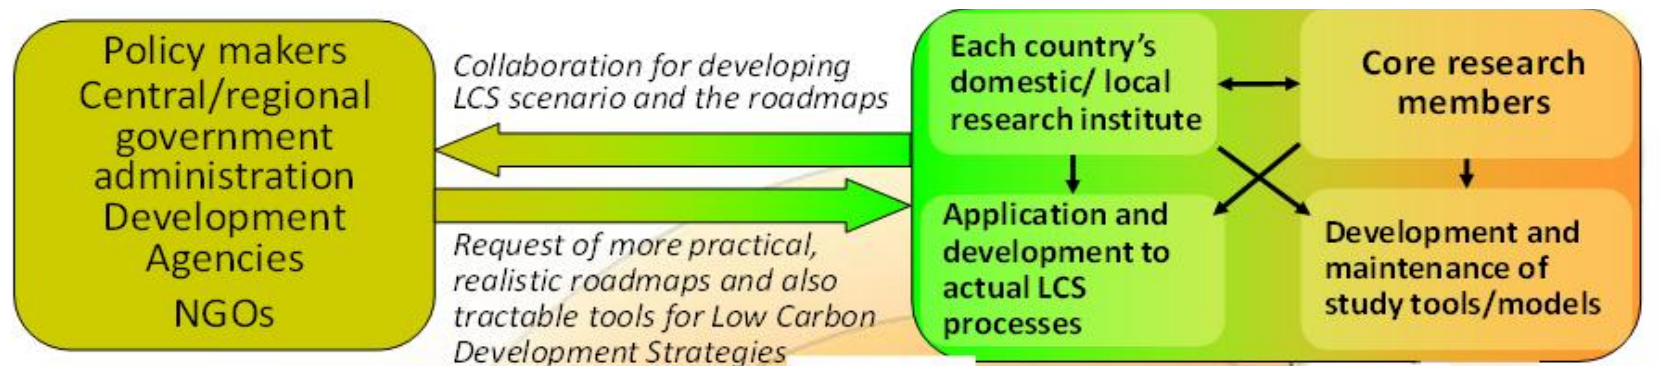 Policy makers
Central/regional
government
administration
Development
Agencies
NGOs
Collaboration for developing
LCS scenario and the roadmaps
Request of more practical,
realistic roadmaps and also
tractable tools for Low Carbon
Development Strategies
Each country's
domestic/ local
research institute
Core research
members
Application and
development to
actual LCS
processes
Development and
maintenance of
study tools/models